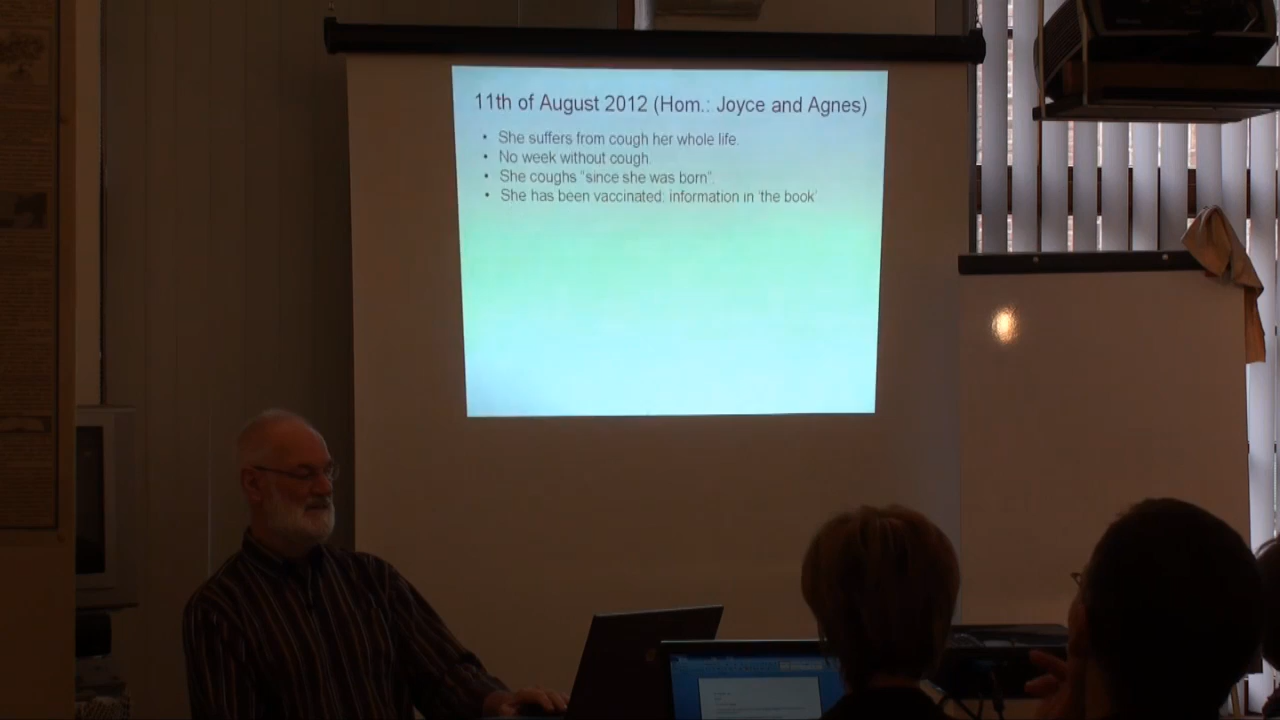 11th of August 2012 (Hom.: Joyce and Agnes)
• She suffers from cough her whole life.
• No week without cough.
• She coughs "since she was born".
• She has been vaccinated: information in 'the book'